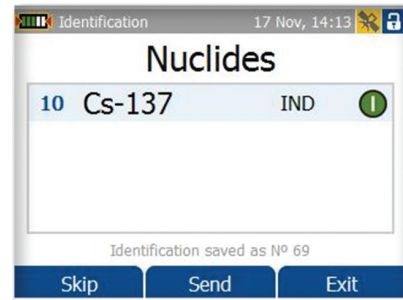 Identification 17 Nov, 14:13
Nuclides
10 Cs-137 IND I
Identification saved as Nº 69
Skip Send Exit